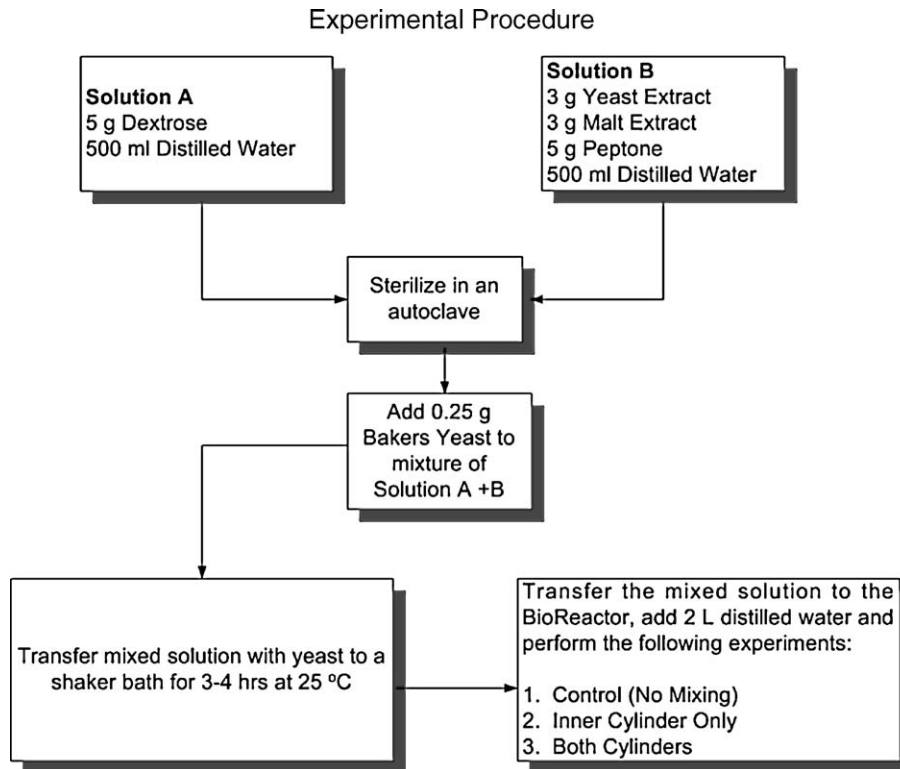 Experimental Procedure
Solution A
5 g Dextrose
500 ml Distilled Water
Solution B
3 g Yeast Extract
3 g Malt Extract
5 g Peptone
500 ml Distilled Water
Sterilize in an
autoclave
Add 0.25 g
Bakers Yeast to
mixture of
Solution A +B
Transfer mixed solution with yeast to a
shaker bath for 3-4 hrs at 25 ºC
Transfer the mixed solution to the
BioReactor, add 2 L distilled water and
perform the following experiments:
1. Control (No Mixing)
2. Inner Cylinder Only
3. Both Cylinders